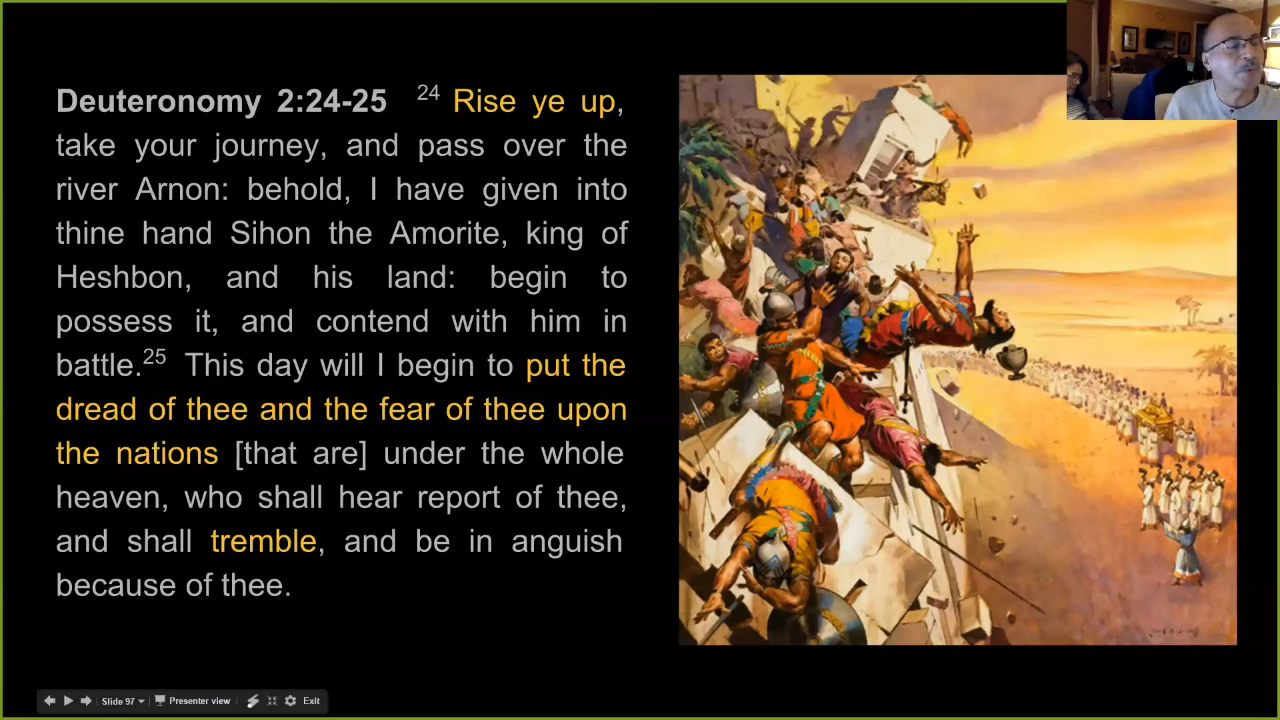 Deuteronomy 2:24-25 24 Rise ye up,
take your journey, and pass over the
river Arnon: behold, I have given into
thine hand Sihon the Amorite, king of
Heshbon, and his land: begin to
possess it, and contend with him in
battle.25 This day will I begin to put the
dread of thee and the fear of thee upon
the nations [that are] under the whole
heaven, who shall hear report of thee,
and shall tremble, and be in anguish
because of thee.
Slide 97 Presenter view Exit